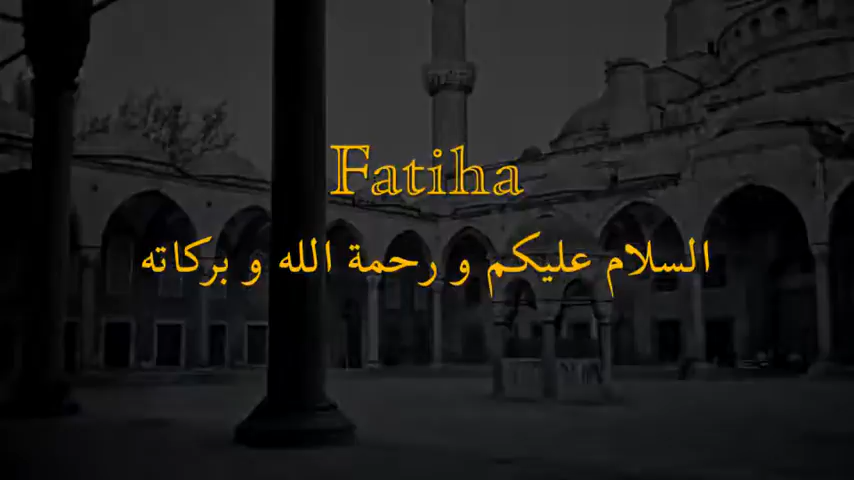 Fatiha
السلام عليكم و رحمة الله و بركاته